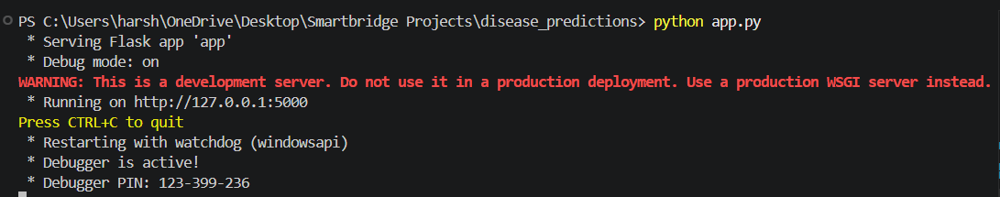 PS C:\Users\harsh\OneDrive\Desktop\Smartbridge Projects\disease_predictions> python app.py
* Serving Flask app 'app'
* Debug mode: on
WARNING: This is a development server. Do not use it in a production deployment. Use a production WSGI server instead.
* Running on http://127.0.0.1:5000
Press CTRL+C to quit
* Restarting with watchdog (windowsapi)
* Debugger is active!
* Debugger PIN: 123-399-236